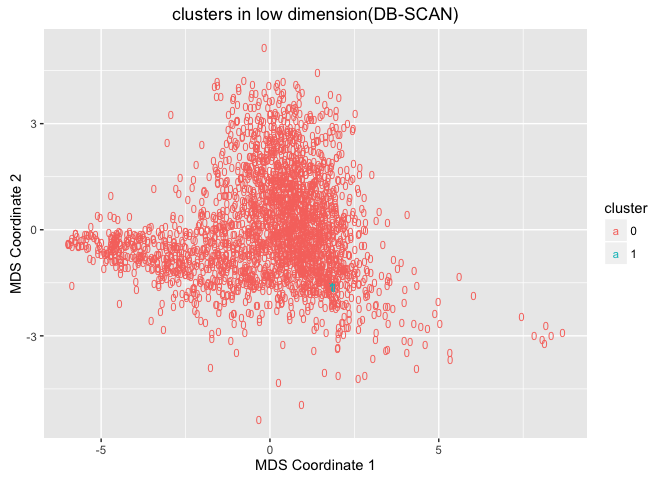 clusters in low dimension(DB-SCAN)
MDS Coordinate 2
3
0
-3
-5
0
5
MDS Coordinate 1
cluster
a 0
a 1